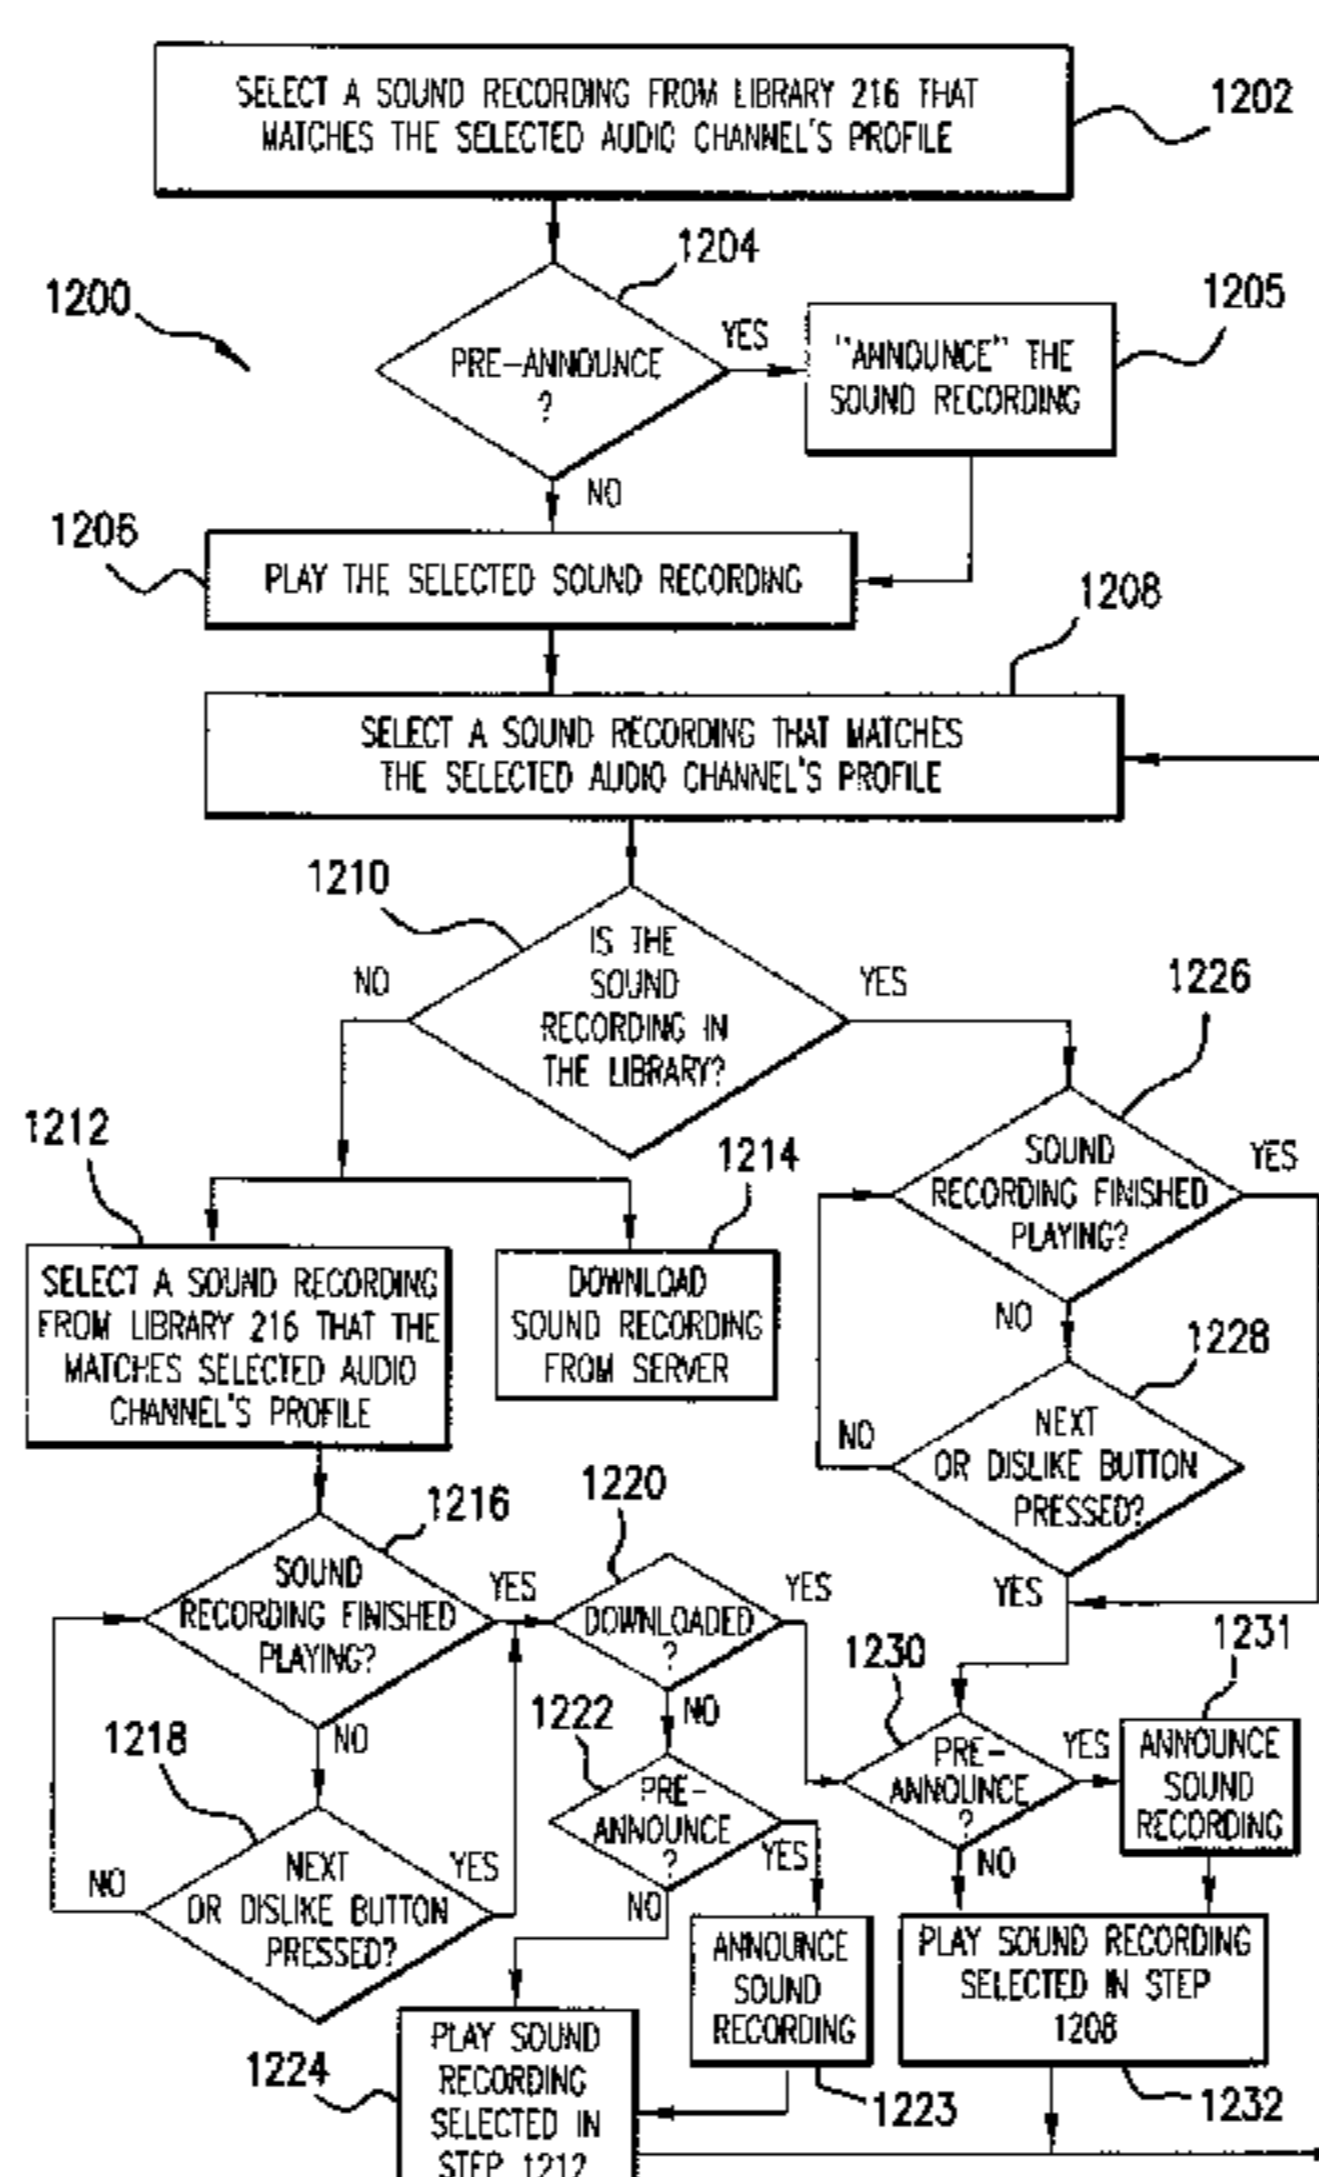 SELECT A SOUND RECORDING FROM LIBRARY 216 THAT
MATCHES THE SELECTED AUDIO CHANNEL'S PROFILE
1202
1204
1200
PRE-ANNOUNCE
?
YES
NO
"ANNOUNCE" THE
SOUND RECORDING
1205
1206
PLAY THE SELECTED SOUND RECORDING
1208
SELECT A SOUND RECORDING THAT MATCHES
THE SELECTED AUDIO CHANNEL'S PROFILE
1210
IS THE
SOUND
RECORDING IN
THE LIBRARY?
NO
YES
1226
SOUND
RECORDING FINISHED
PLAYING?
YES
NO
1212
SELECT A SOUND RECORDING
FROM LIBRARY 216 THAT THE
MATCHES SELECTED AUDIO
CHANNEL'S PROFILE
1214
DOWNLOAD
SOUND RECORDING
FROM SERVER
1228
NEXT
OR DISLIKE BUTTON
PRESSED?
NO
YES
1216
SOUND
RECORDING FINISHED
PLAYING?
YES
NO
1220
DOWNLOADED
?
YES
NO
1218
NEXT
OR DISLIKE BUTTON
PRESSED?
NO
YES
1222
PRE-
ANNOUNCE
?
YES
NO
1230
PRE-
ANNOUNCE
?
YES
NO
1231
ANNOUNCE
SOUND
RECORDING
ANNOUNCE
SOUND
RECORDING
1223
PLAY SOUND RECORDING
SELECTED IN STEP
1208
1232
1224
PLAY SOUND
RECORDING
SELECTED IN
STEP 1212